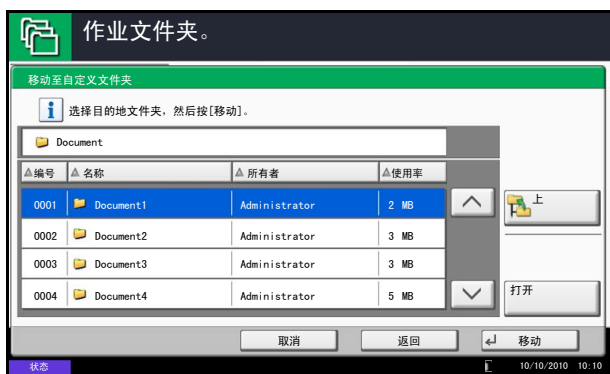 作业文件夹。
移动至自定义文件夹
选择目的地文件夹，然后按[移动]。
Document
编号 名称 所有者 使用率
0001 Document1 Administrator 2 MB
0002 Document2 Administrator 3 MB
0003 Document3 Administrator 3 MB
0004 Document4 Administrator 5 MB
上
打开
取消 返回 移动
状态 10/10/2010 10:10